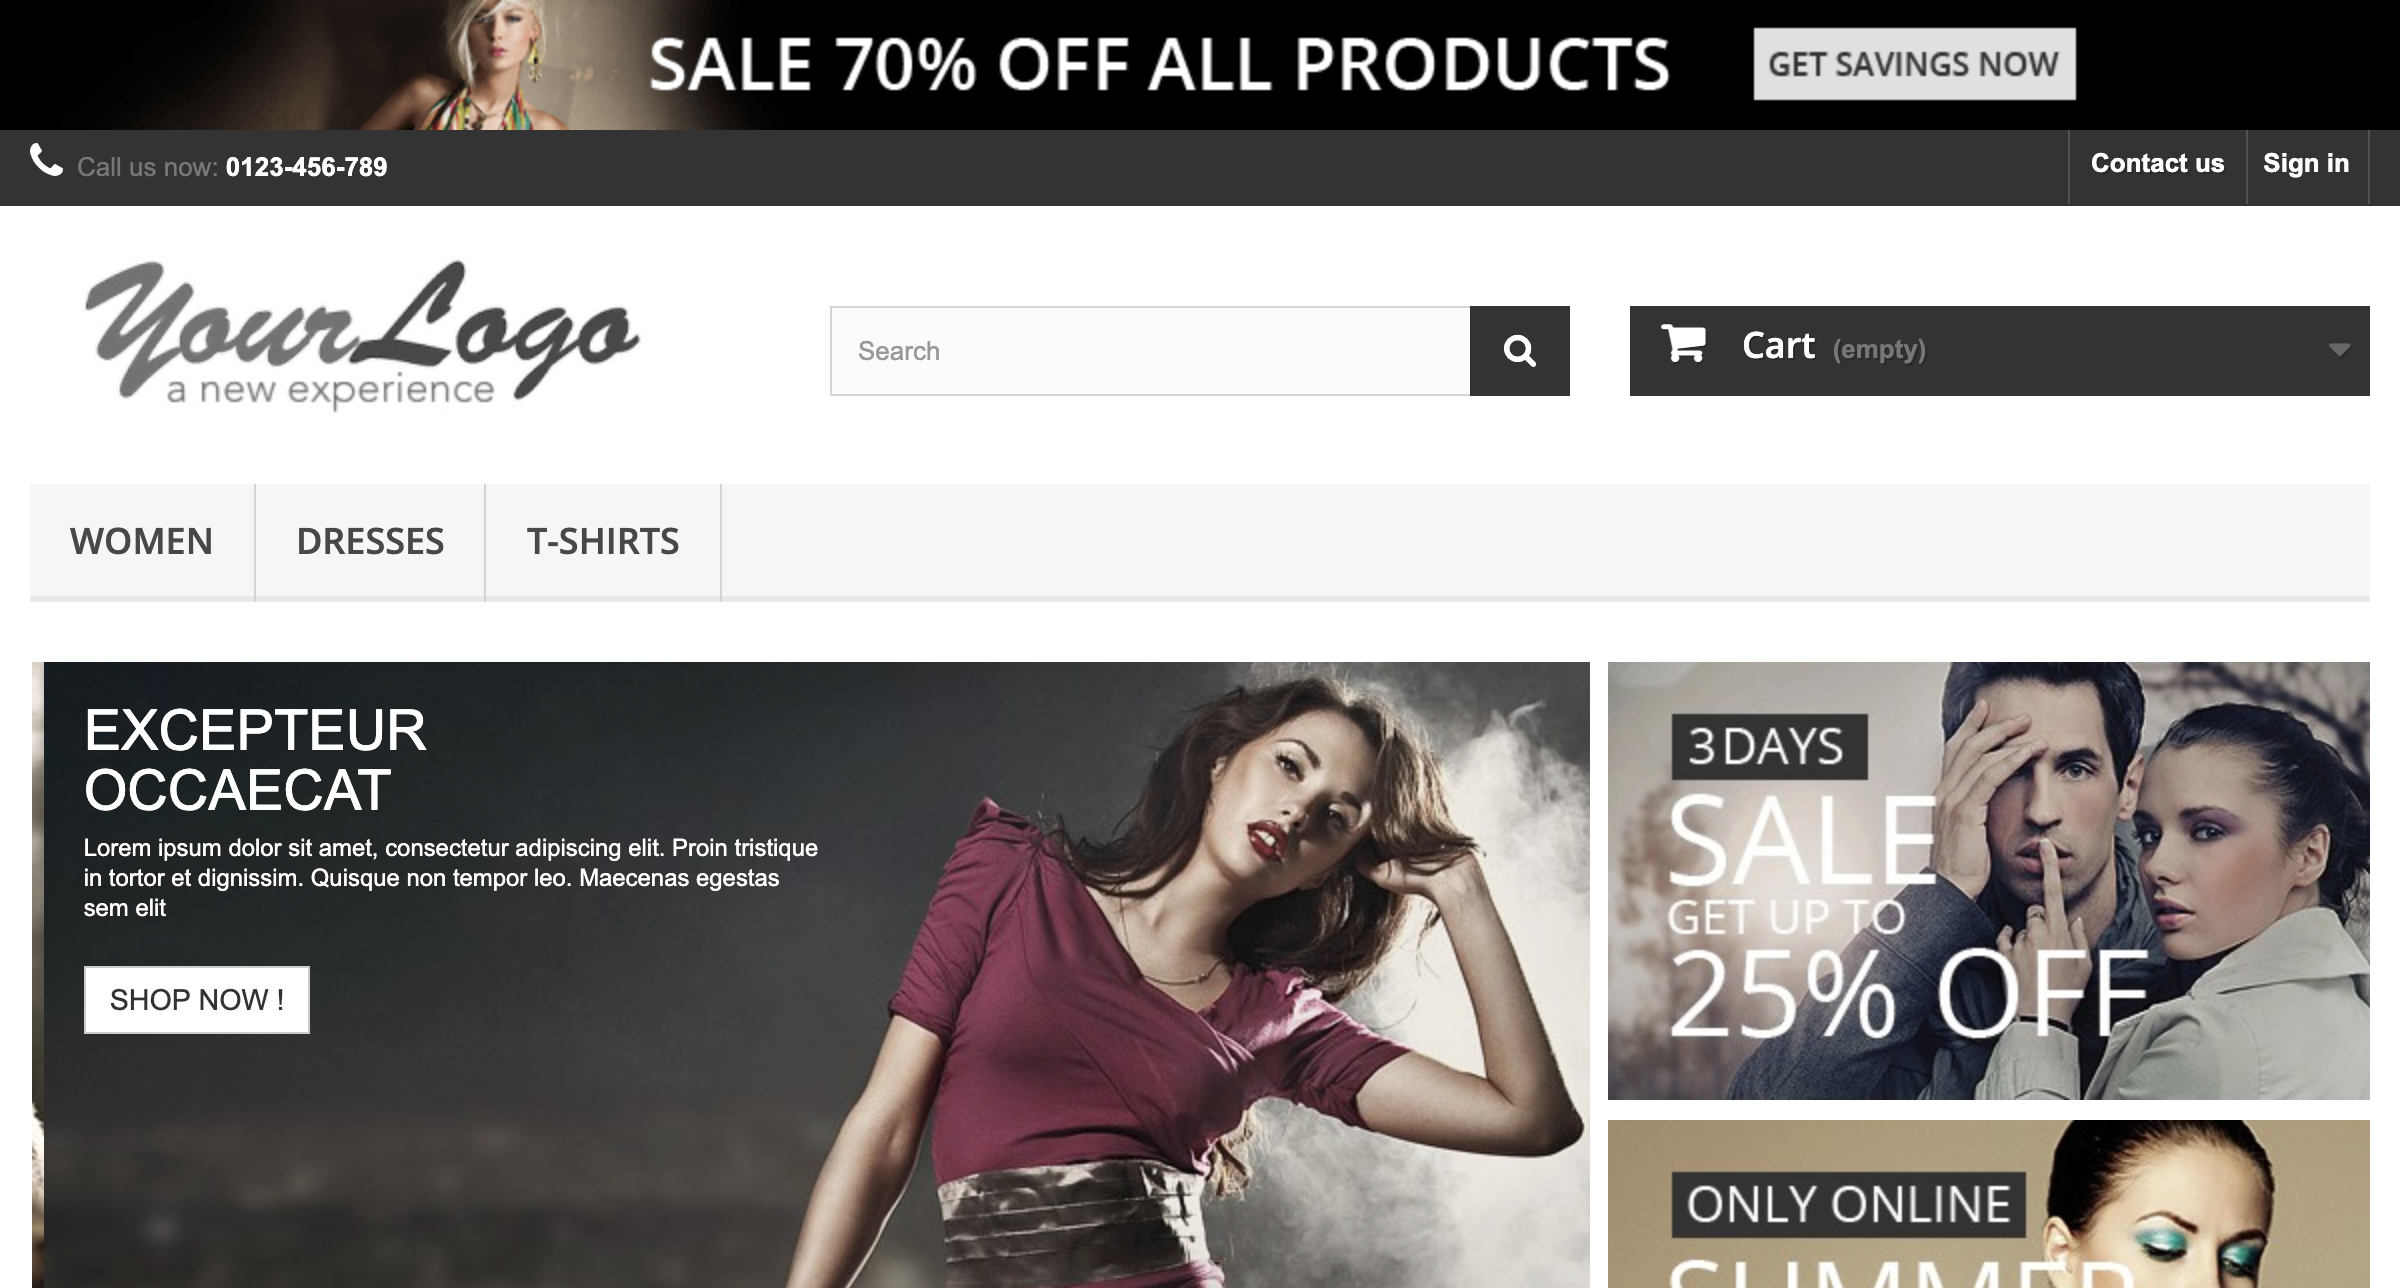 SALE 70% OFF ALL PRODUCTS
GET SAVINGS NOW
Call us now: 0123-456-789
Contact us
Sign in
YourLogo
a new experience
Search
Cart (empty)
WOMEN
DRESSES
T-SHIRTS
EXCEPTEUR
OCCAECAT
Lorem ipsum dolor sit amet, consectetur adipiscing elit. Proin tristique
in tortor et dignissim. Quisque non tempor leo. Maecenas egestas
sem elit
SHOP NOW !
3 DAYS
SALE
GET UP TO
25% OFF
ONLY ONLINE
SUMMER